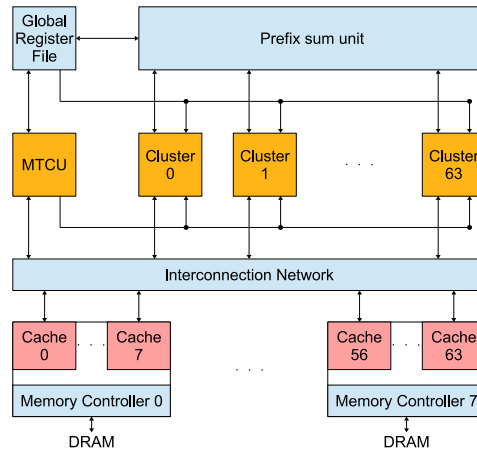 Global
Register
File
Prefix sum unit
MTCU
Cluster
0
Cluster
1
. . .
Cluster
63
Interconnection Network
Cache
0
. . .
Cache
7
. . .
Cache
56
. . .
Cache
63
Memory Controller 0
Memory Controller 7
DRAM
DRAM